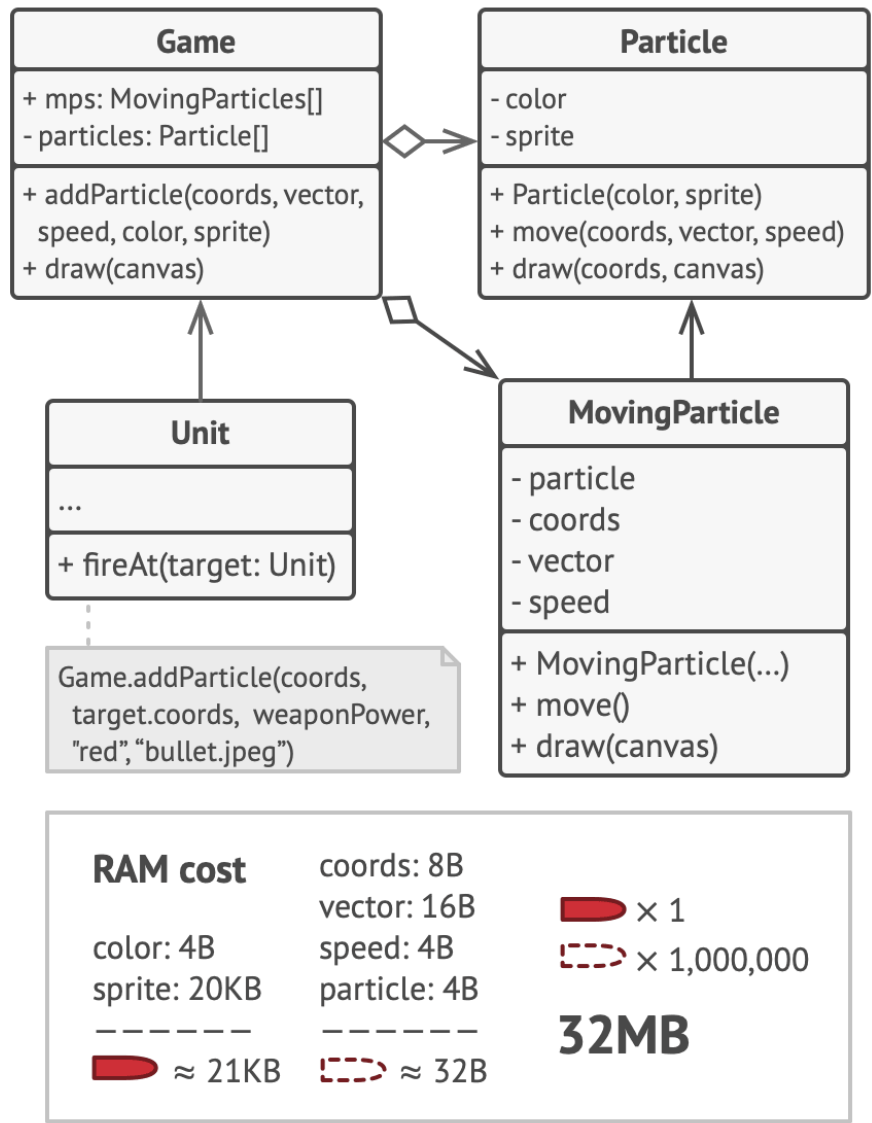 Game
+ mps: MovingParticles[]
- particles: Particle[]
+ addParticle(coords, vector,
speed, color, sprite)
+ draw(canvas)
Particle
- color
- sprite
+ Particle(color, sprite)
+ move(coords, vector, speed)
+ draw(coords, canvas)
Unit
...
+ fireAt(target: Unit)
Game.addParticle(coords,
target.coords, weaponPower,
"red”, “bullet.jpeg”)
MovingParticle
- particle
- coords
- vector
- speed
+ MovingParticle(...)
+ move()
+ draw(canvas)
RAM cost
color: 4B
sprite: 20KB
——————
≈ 21KB
coords: 8B
vector: 16B
speed: 4B
particle: 4B
——————
≈ 32B
× 1
× 1,000,000
32MB